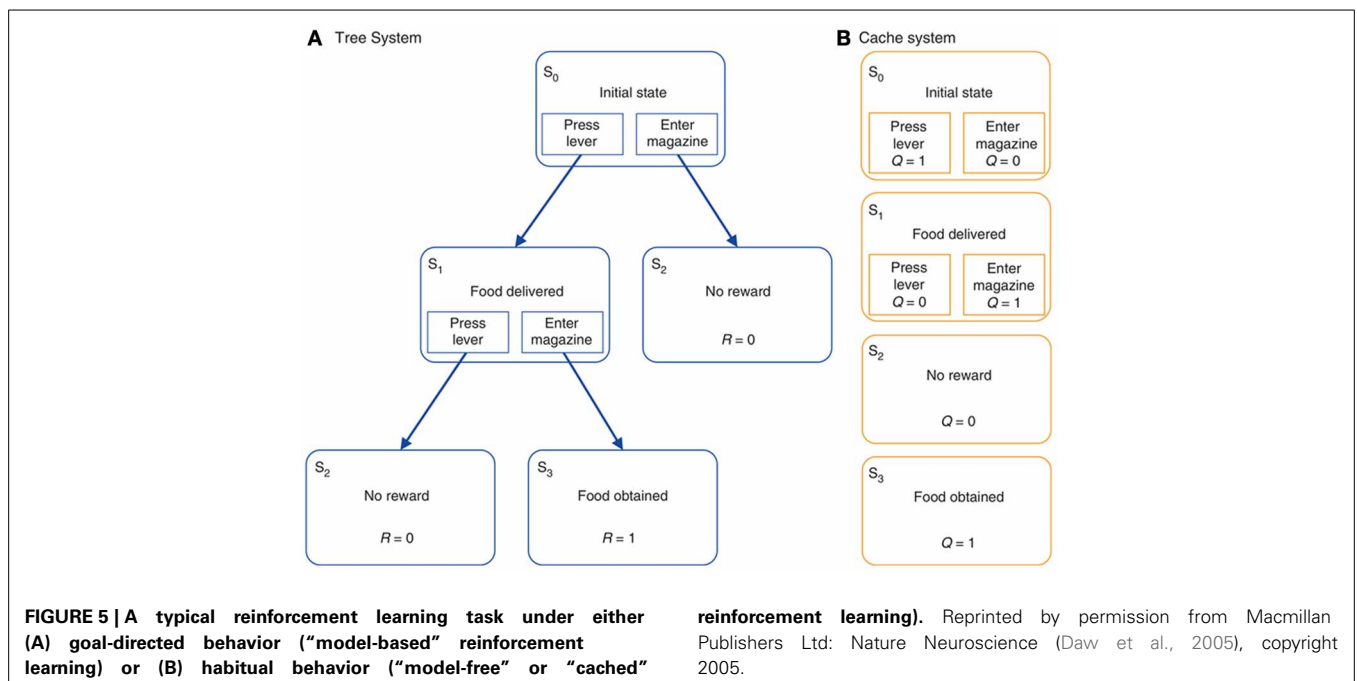 A Tree System
S0
Initial state
Press
lever
Enter
magazine
S1
Food delivered
Press
lever
Enter
magazine
S2
No reward
R = 0
S2
No reward
R = 0
S3
Food obtained
R = 1
B Cache system
S0
Initial state
Press
lever
Q = 1
Enter
magazine
Q = 0
S1
Food delivered
Press
lever
Q = 0
Enter
magazine
Q = 1
S2
No reward
Q = 0
S3
Food obtained
Q = 1
FIGURE 5 | A typical reinforcement learning task under either
(A) goal-directed behavior (“model-based” reinforcement
learning) or (B) habitual behavior (“model-free” or “cached”
reinforcement learning). Reprinted by permission from Macmillan
Publishers Ltd: Nature Neuroscience (Daw et al., 2005), copyright
2005.